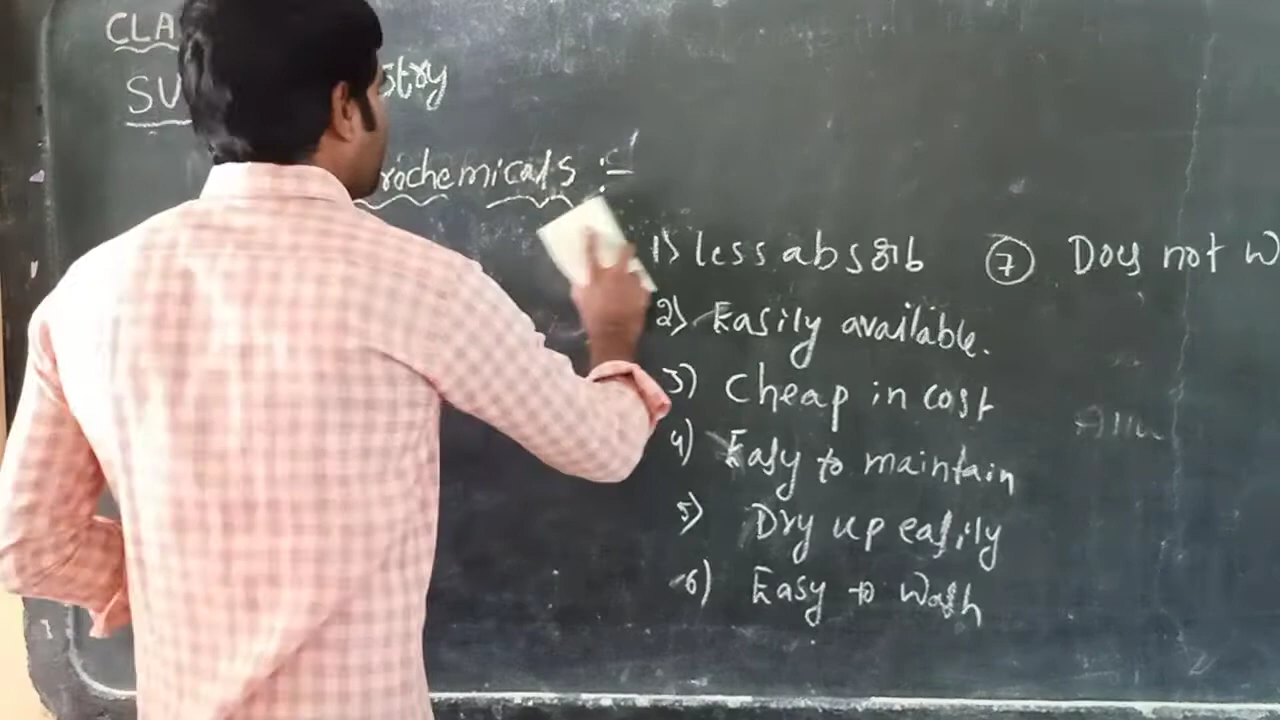 CLA
SU stry
rochemicals :-
1) less absorb
2) Easily available.
3) Cheap in cost
4) Easy to maintain
5) Dry up easily
6) Easy to Wash
7 Does not W